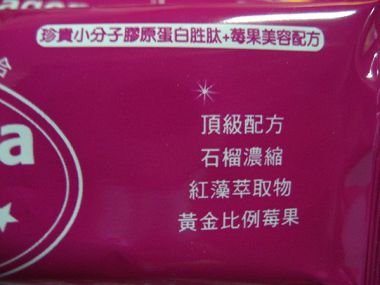 珍貴小分子膠原蛋白胜肽+莓果美容配方
頂級配方
石榴濃縮
紅藻萃取物
黃金比例莓果